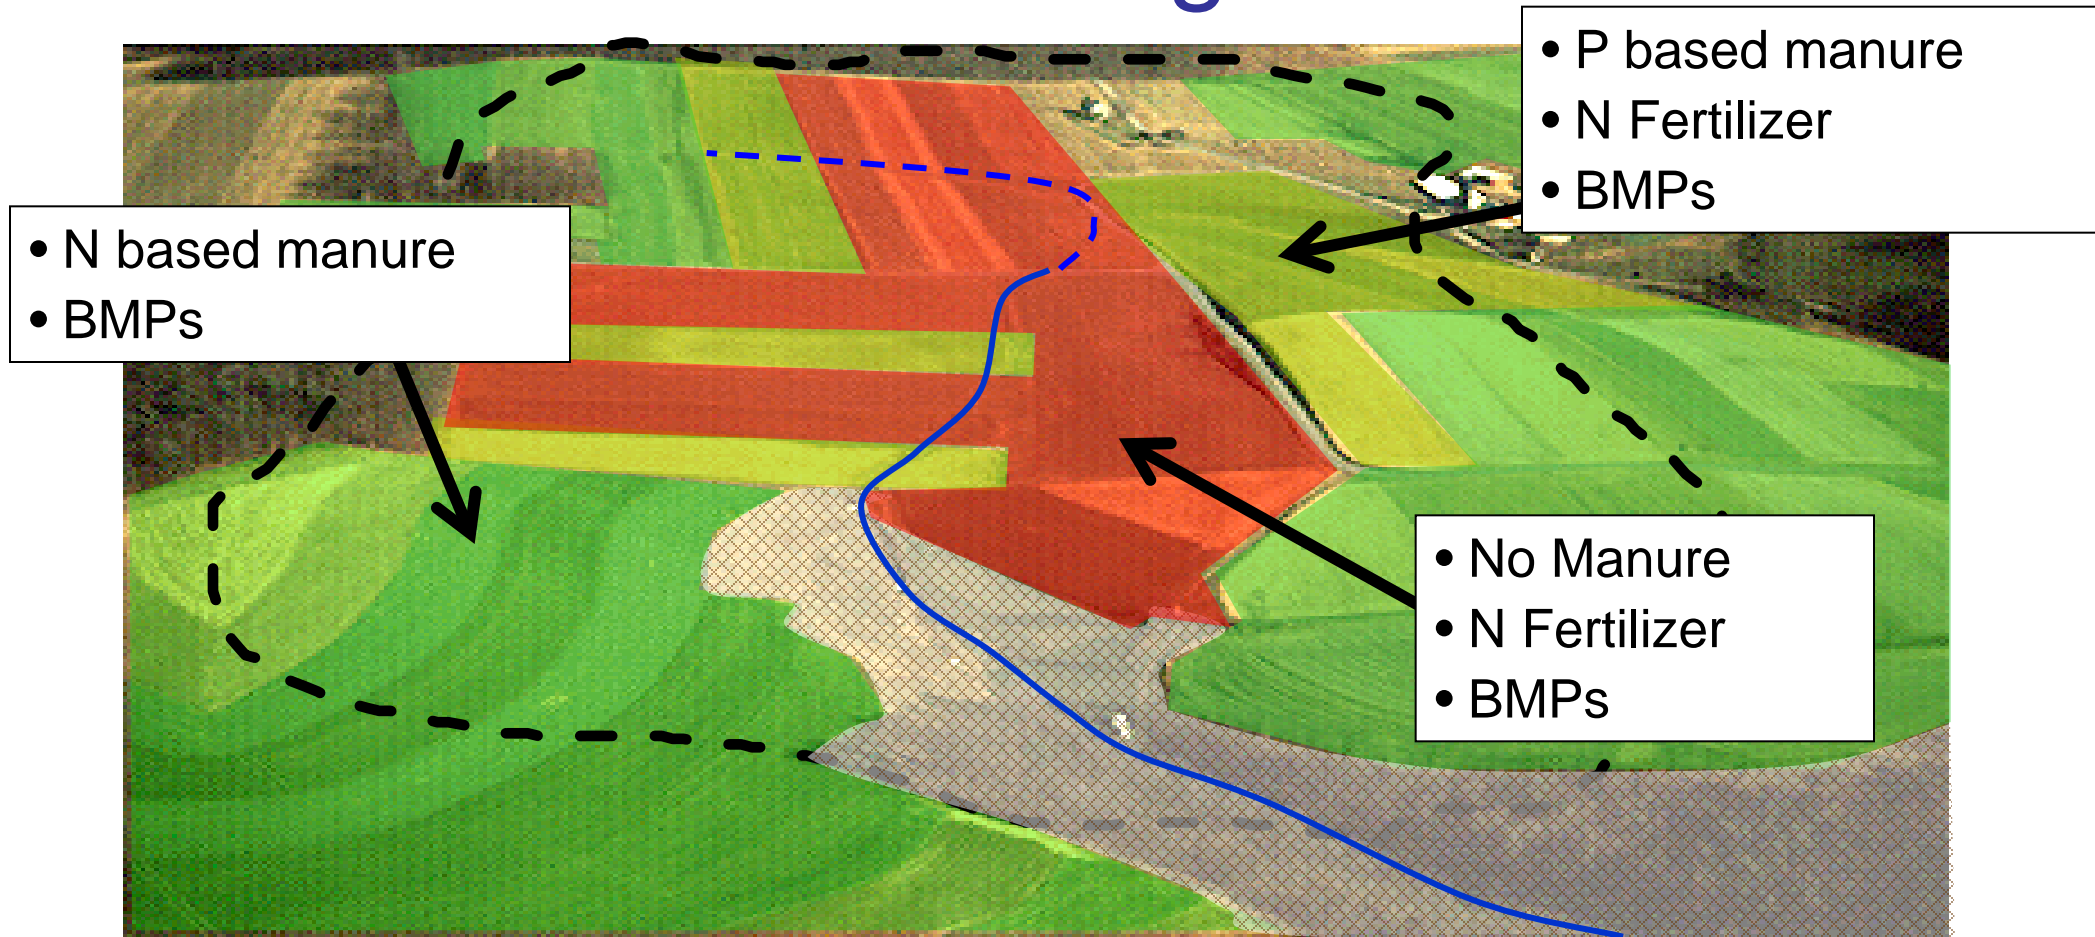 • P based manure
• N Fertilizer
• BMPs
• N based manure
• BMPs
• No Manure
• N Fertilizer
• BMPs